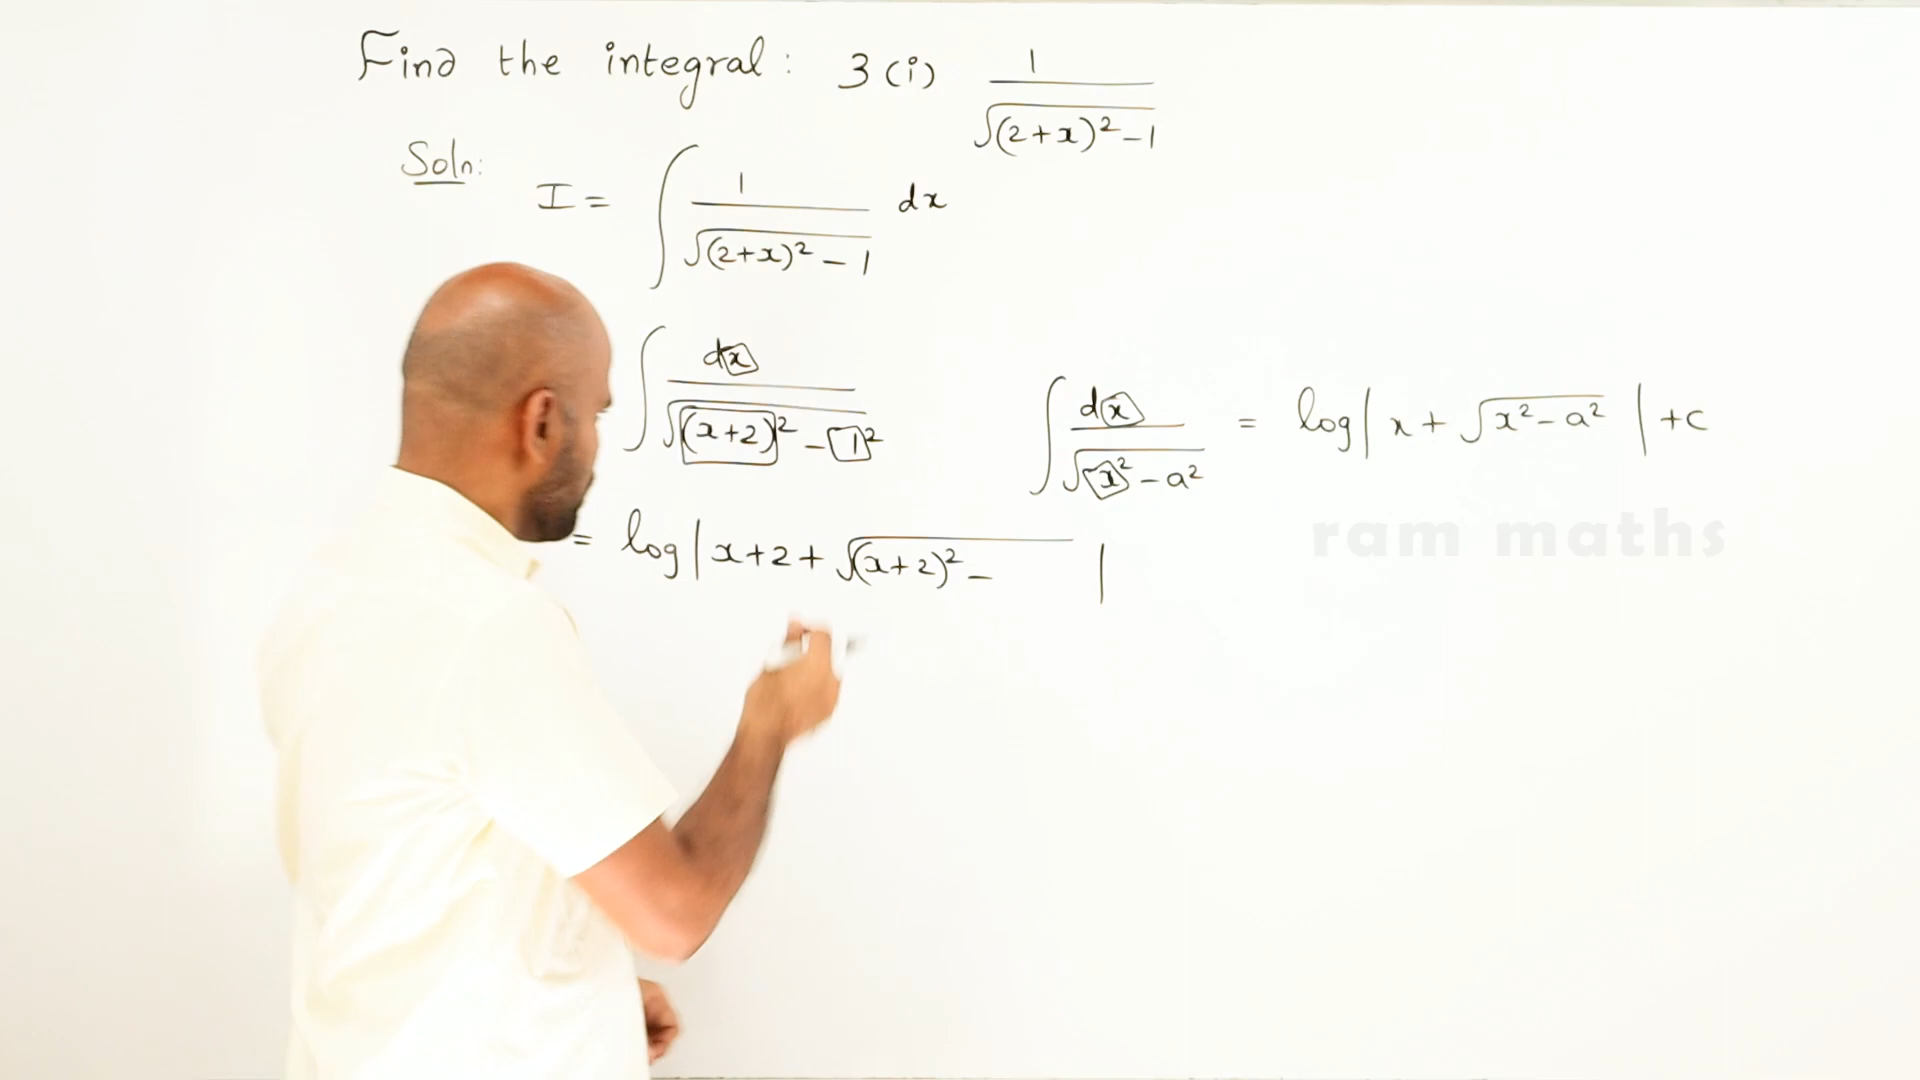 Find the integral: 3(i) 1/√((2+x)² - 1)
Soln:
I = ∫ 1/√((2+x)² - 1) dx
∫ dx/√((x+2)² - 1²)
∫ dx/√(x² - a²) = log|x + √(x² - a²)| + c
= log|x+2+√((x+2)² - |
ram maths